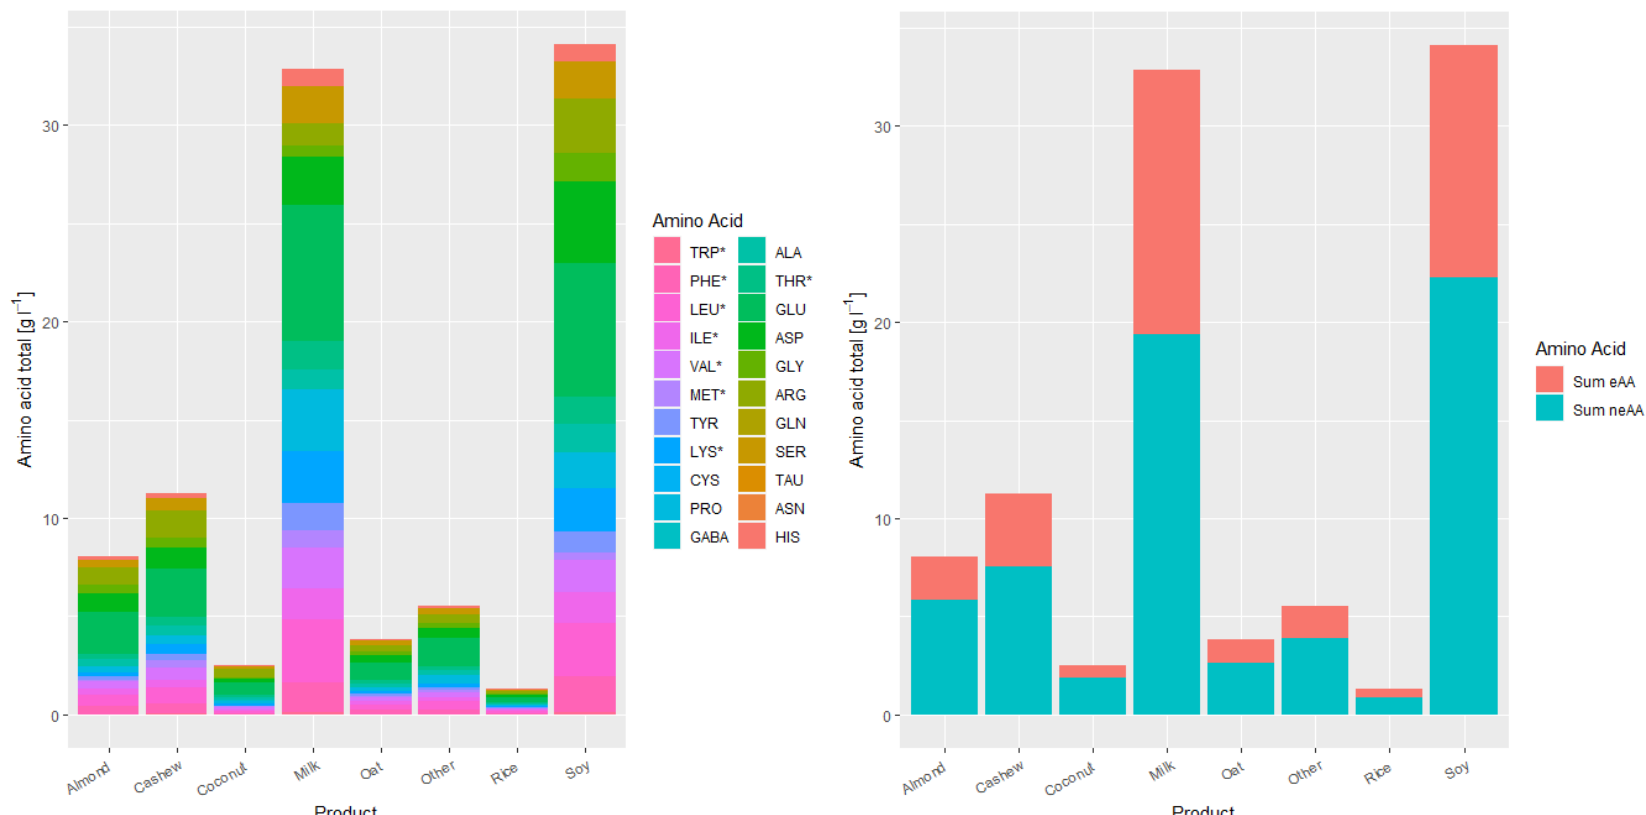 Amino acid total [g l⁻¹]
30
20
10
0
Almond
Cashew
Coconut
Milk
Oat
Other
Rice
Soy
Product
Amino Acid
TRP*
PHE*
LEU*
ILE*
VAL*
MET*
TYR
LYS*
CYS
PRO
GABA
ALA
THR*
GLU
ASP
GLY
ARG
GLN
SER
TAU
ASN
HIS
Amino acid total [g l⁻¹]
30
20
10
0
Almond
Cashew
Coconut
Milk
Oat
Other
Rice
Soy
Product
Amino Acid
Sum eAA
Sum neAA